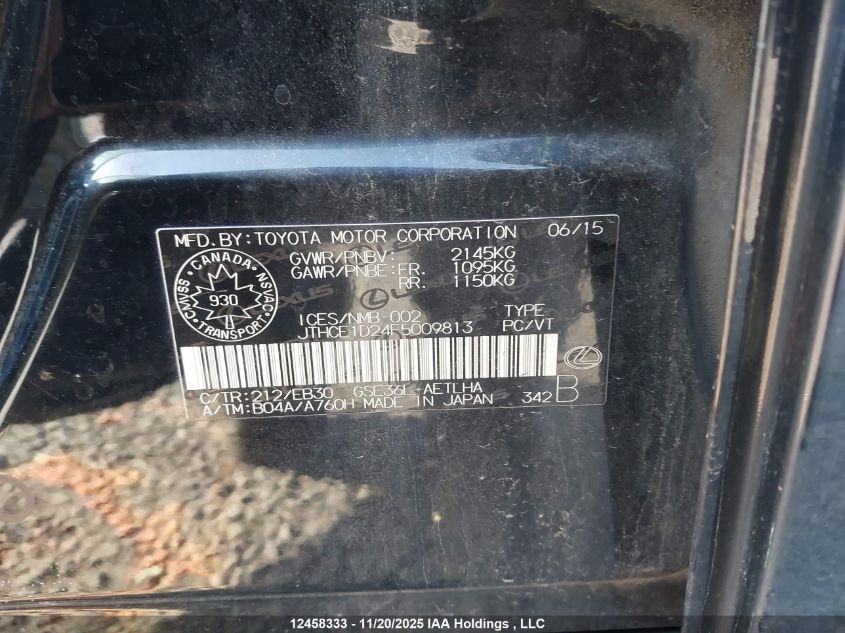 MFD. BY: TOYOTA MOTOR CORPORATION 06/15
GVWR/PNBV: 2145KG
GAWR/PNBE: FR. 1095KG
RR. 1150KG
CANADA
CMVSS 930 NSVAC
TRANSPORT
ICES/NMB-002 TYPE
JTHCE1D24F5009813 PC/VT
C/TR: 212/EB30 GSE36L-AETLHA
A/TM: B04A/A760H MADE IN JAPAN 342 B
LEXUS
12458333 - 11/20/2025 IAA Holdings , LLC